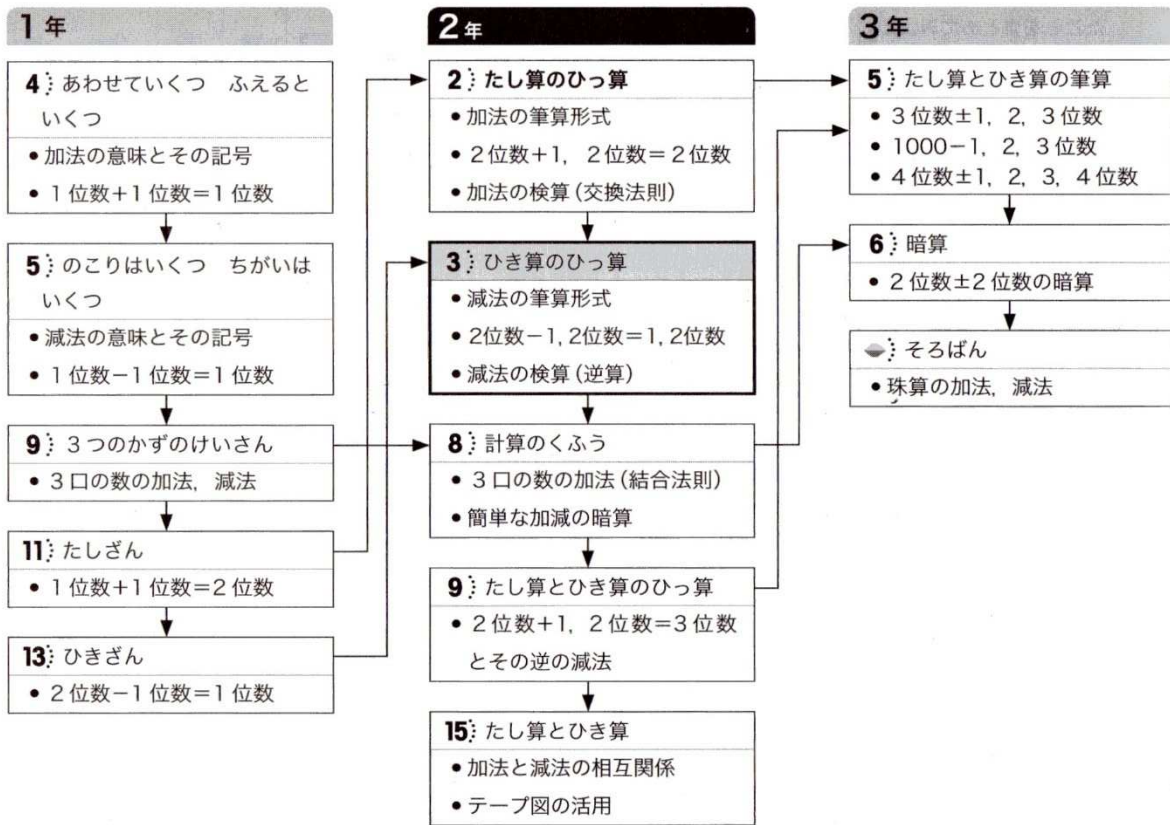 1年
4 あわせていくつ ふえると
いくつ
• 加法の意味とその記号
• 1位数+1位数=1位数
5 のこりはいくつ ちがいは
いくつ
• 減法の意味とその記号
• 1位数-1位数=1位数
9 3つのかずのけいさん
• 3口の数の加法, 減法
11 たしざん
• 1位数+1位数=2位数
13 ひきざん
• 2位数-1位数=1位数
2年
2 たし算のひっ算
• 加法の筆算形式
• 2位数+1, 2位数=2位数
• 加法の検算(交換法則)
3 ひき算のひっ算
• 減法の筆算形式
• 2位数-1, 2位数=1, 2位数
• 減法の検算(逆算)
8 計算のくふう
• 3口の数の加法(結合法則)
• 簡単な加減の暗算
9 たし算とひき算のひっ算
• 2位数+1, 2位数=3位数
とその逆の減法
15 たし算とひき算
• 加法と減法の相互関係
• テープ図の活用
3年
5 たし算とひき算の筆算
• 3位数±1, 2, 3位数
• 1000-1, 2, 3位数
• 4位数±1, 2, 3, 4位数
6 暗算
• 2位数±2位数の暗算
そろばん
• 珠算の加法, 減法